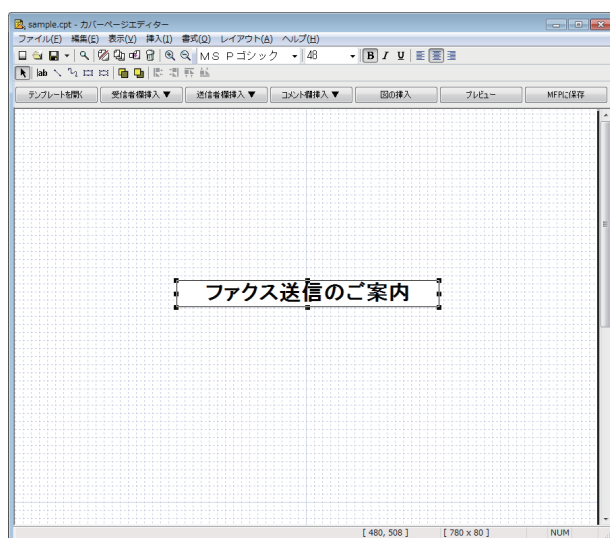 sample.cpt - カバーページエディター
ファイル(F) 編集(E) 表示(V) 挿入(I) 書式(O) レイアウト(A) ヘルプ(H)
MS Pゴシック 48 B I U
ab
テンプレートを開く 受信者欄挿入 ▼ 送信者欄挿入 ▼ コメント欄挿入 ▼ 図の挿入 プレビュー MFPに保存
ファクス送信のご案内
[ 480, 508 ] [ 780 x 80 ] NUM